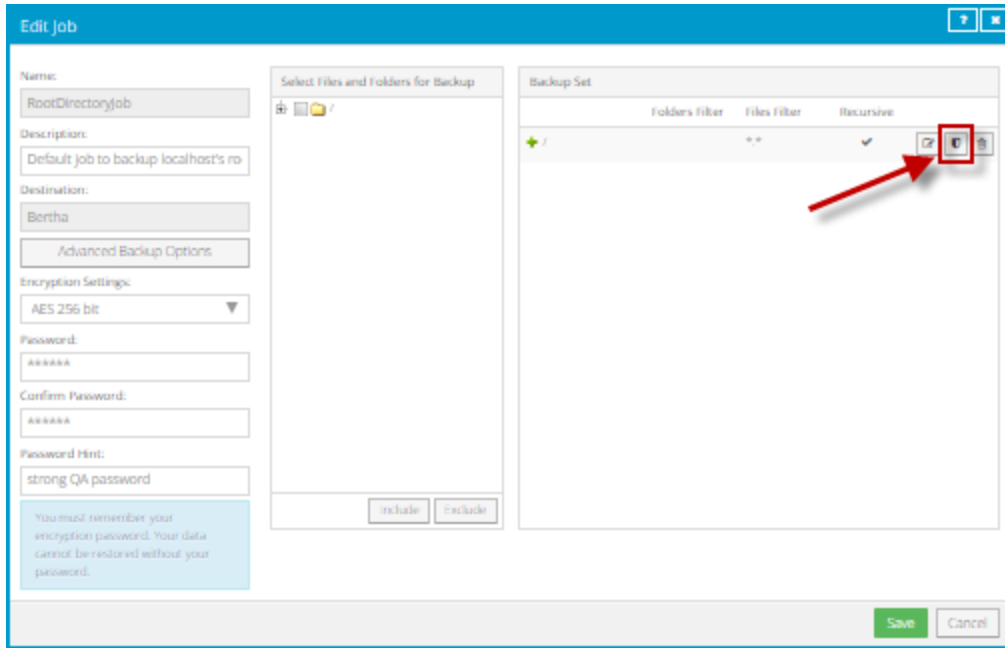 Edit Job
?
Name:
RootDirectoryJob
Description:
Default job to backup localhost's ro
Destination:
Bertha
Advanced Backup Options
Encryption Settings:
AES 256 bit
Password:
******
Confirm Password:
******
Password Hint:
strong QA password
You must remember your
encryption password. Your data
cannot be restored without your
password.
Select Files and Folders for Backup
/
Include Exclude
Backup Set
Folders Filter Files Filter Recursive
/ *.*
Save Cancel